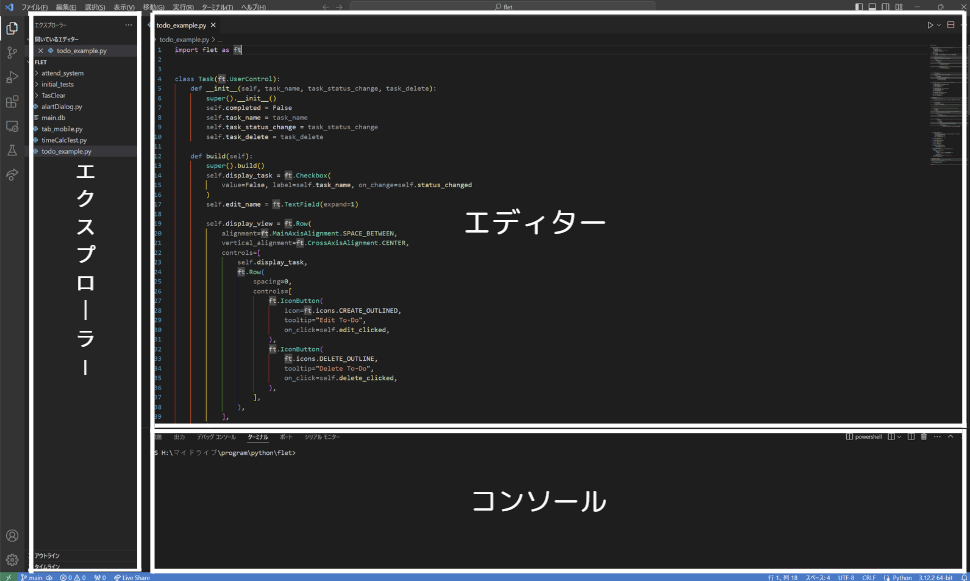 ファイル(F) 編集(E) 選択(S) 表示(V) 移動(G) 実行(R) ターミナル(T) ヘルプ(H)
flet
エクスプローラー
開いているエディター
todo_example.py
FLET
attend_system
initial_tests
TasClear
alartDialog.py
main.db
tab_mobile.py
timeCalcTest.py
todo_example.py
エクスプローラー
アウトライン
タイムライン
todo_example.py
todo_example.py > ...
1 import flet as ft
2
3
4 class Task(ft.UserControl):
5 def __init__(self, task_name, task_status_change, task_delete):
6 super().__init__()
7 self.completed = False
8 self.task_name = task_name
9 self.task_status_change = task_status_change
10 self.task_delete = task_delete
11
12 def build(self):
13 super().build()
14 self.display_task = ft.Checkbox(
15 value=False, label=self.task_name, on_change=self.status_changed
16 )
17 self.edit_name = ft.TextField(expand=1)
18
19 self.display_view = ft.Row(
20 alignment=ft.MainAxisAlignment.SPACE_BETWEEN,
21 vertical_alignment=ft.CrossAxisAlignment.CENTER,
22 controls=[
23 self.display_task,
24 ft.Row(
25 spacing=0,
26 controls=[
27 ft.IconButton(
28 icon=ft.icons.CREATE_OUTLINED,
29 tooltip="Edit To-Do",
30 on_click=self.edit_clicked,
31 ),
32 ft.IconButton(
33 ft.icons.DELETE_OUTLINE,
34 tooltip="Delete To-Do",
35 on_click=self.delete_clicked,
36 ),
37 ],
38 ),
39 ],
エディター
出力 デバッグ コンソール ターミナル ポート シリアル モニター
powershell
S H:\マイドライブ\program\python\flet>
コンソール
main 0 0 0 Live Share
行 1, 列 18 スペース: 4 UTF-8 CRLF Python 3.12.2 64-bit